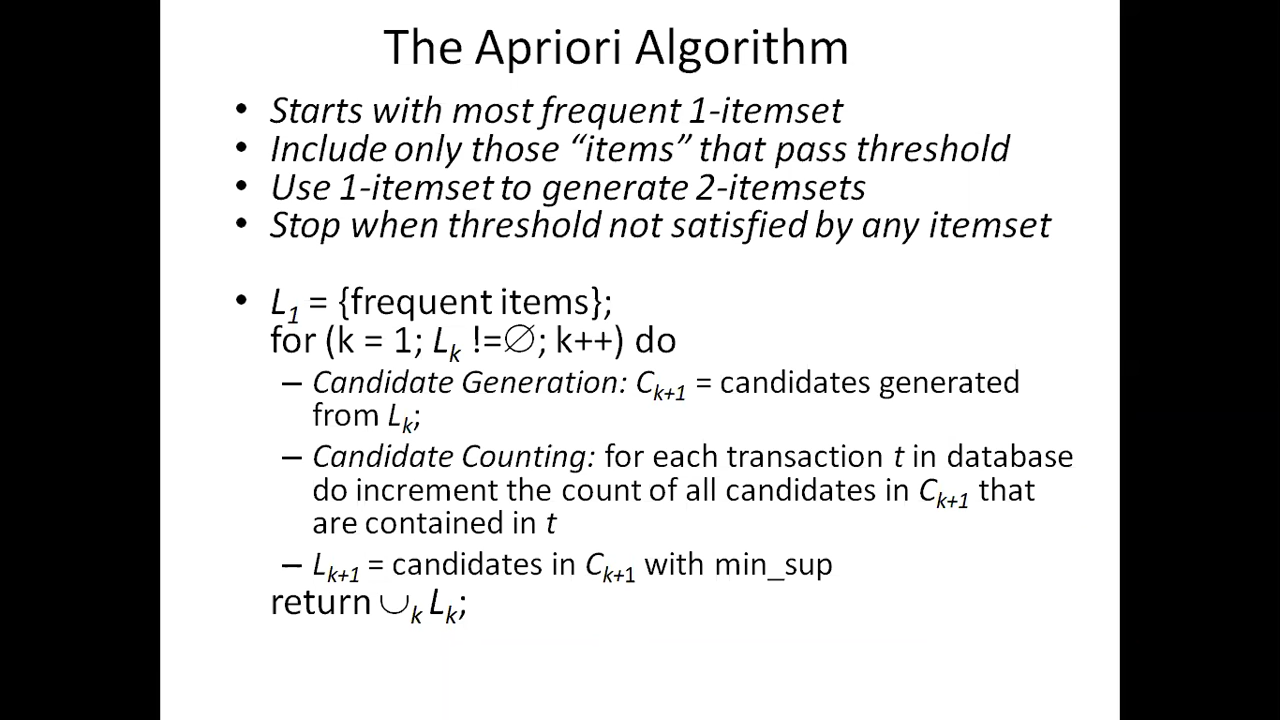 The Apriori Algorithm
• Starts with most frequent 1-itemset
• Include only those “items” that pass threshold
• Use 1-itemset to generate 2-itemsets
• Stop when threshold not satisfied by any itemset
• L1 = {frequent items};
for (k = 1; Lk !=∅; k++) do
– Candidate Generation: Ck+1 = candidates generated
from Lk;
– Candidate Counting: for each transaction t in database
do increment the count of all candidates in Ck+1 that
are contained in t
– Lk+1 = candidates in Ck+1 with min_sup
return ∪k Lk;